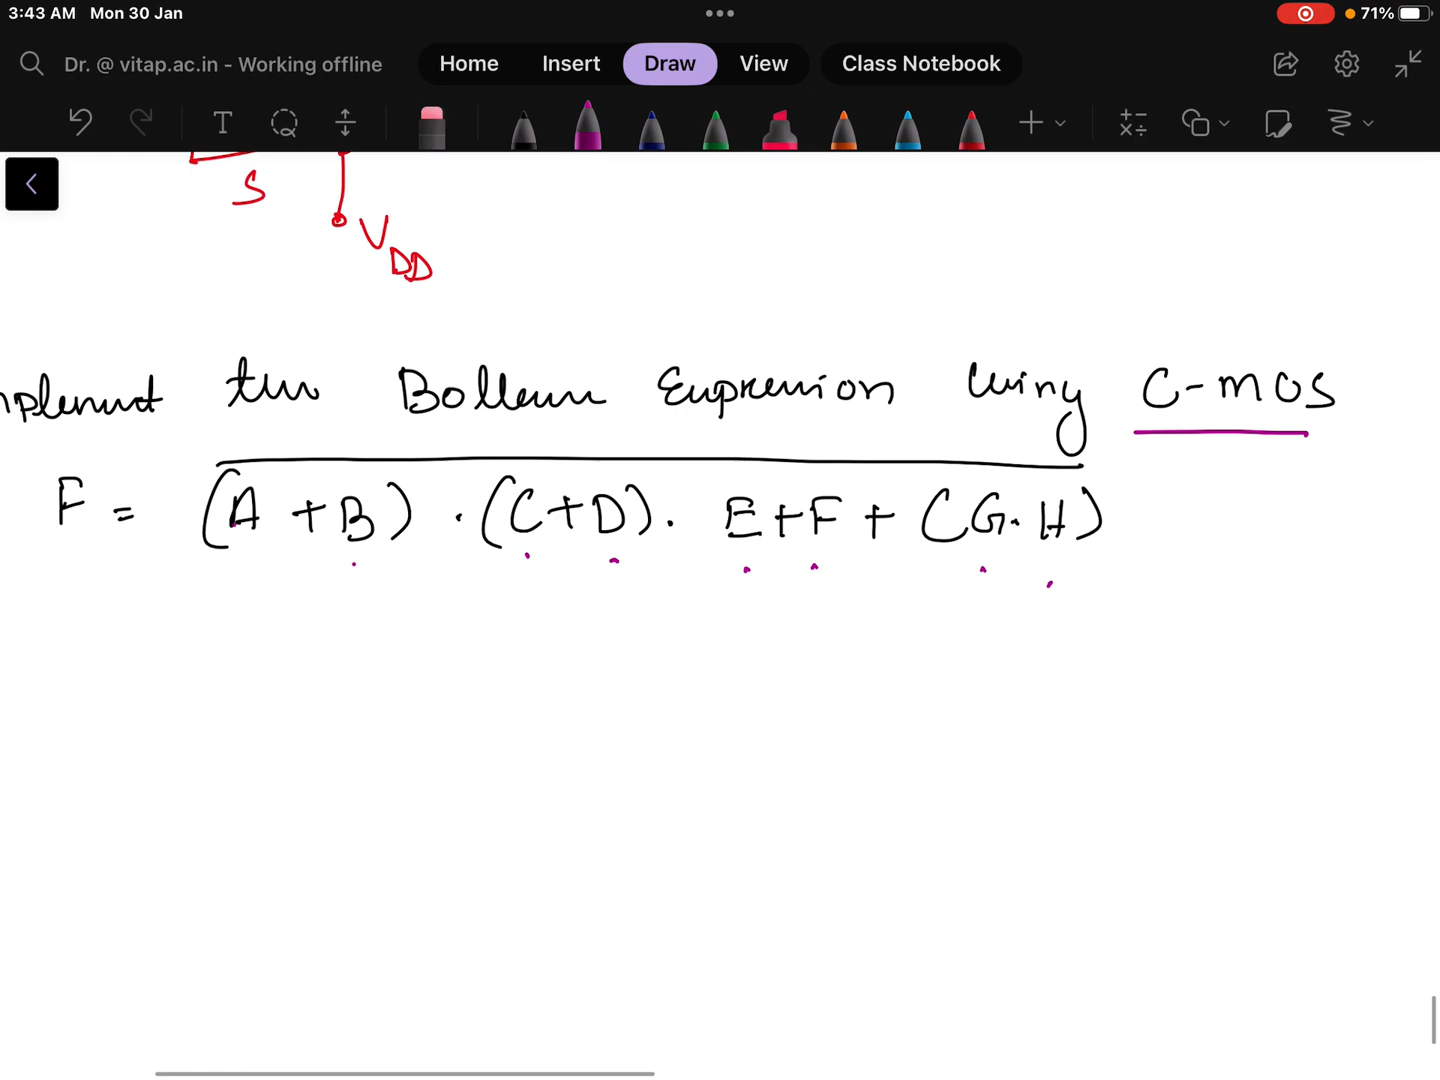 3:43 AM Mon 30 Jan
71%
Dr. @ vitap.ac.in - Working offline
Home Insert Draw View Class Notebook
T
S
VDD
the Bollean Expression using C-MOS
F = \overline{(A + B) · (C + D) · E + F + (G · H)}